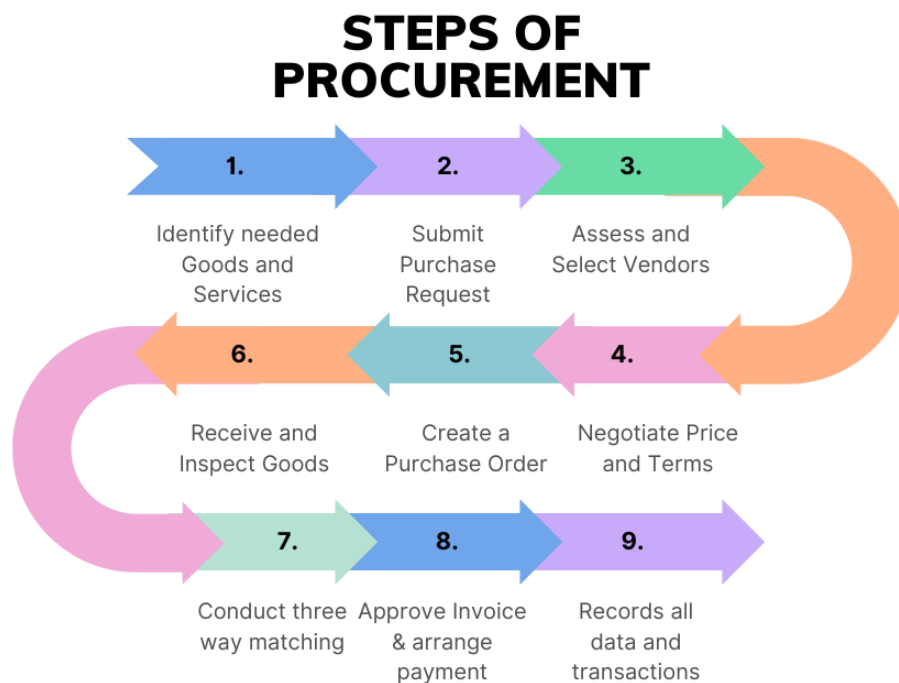 STEPS OF
PROCUREMENT
1.
2.
3.
Identify needed
Goods and
Services
Submit
Purchase
Request
Assess and
Select Vendors
6.
5.
4.
Receive and
Inspect Goods
Create a
Purchase Order
Negotiate Price
and Terms
7.
8.
9.
Conduct three
way matching
Approve Invoice
& arrange
payment
Records all
data and
transactions